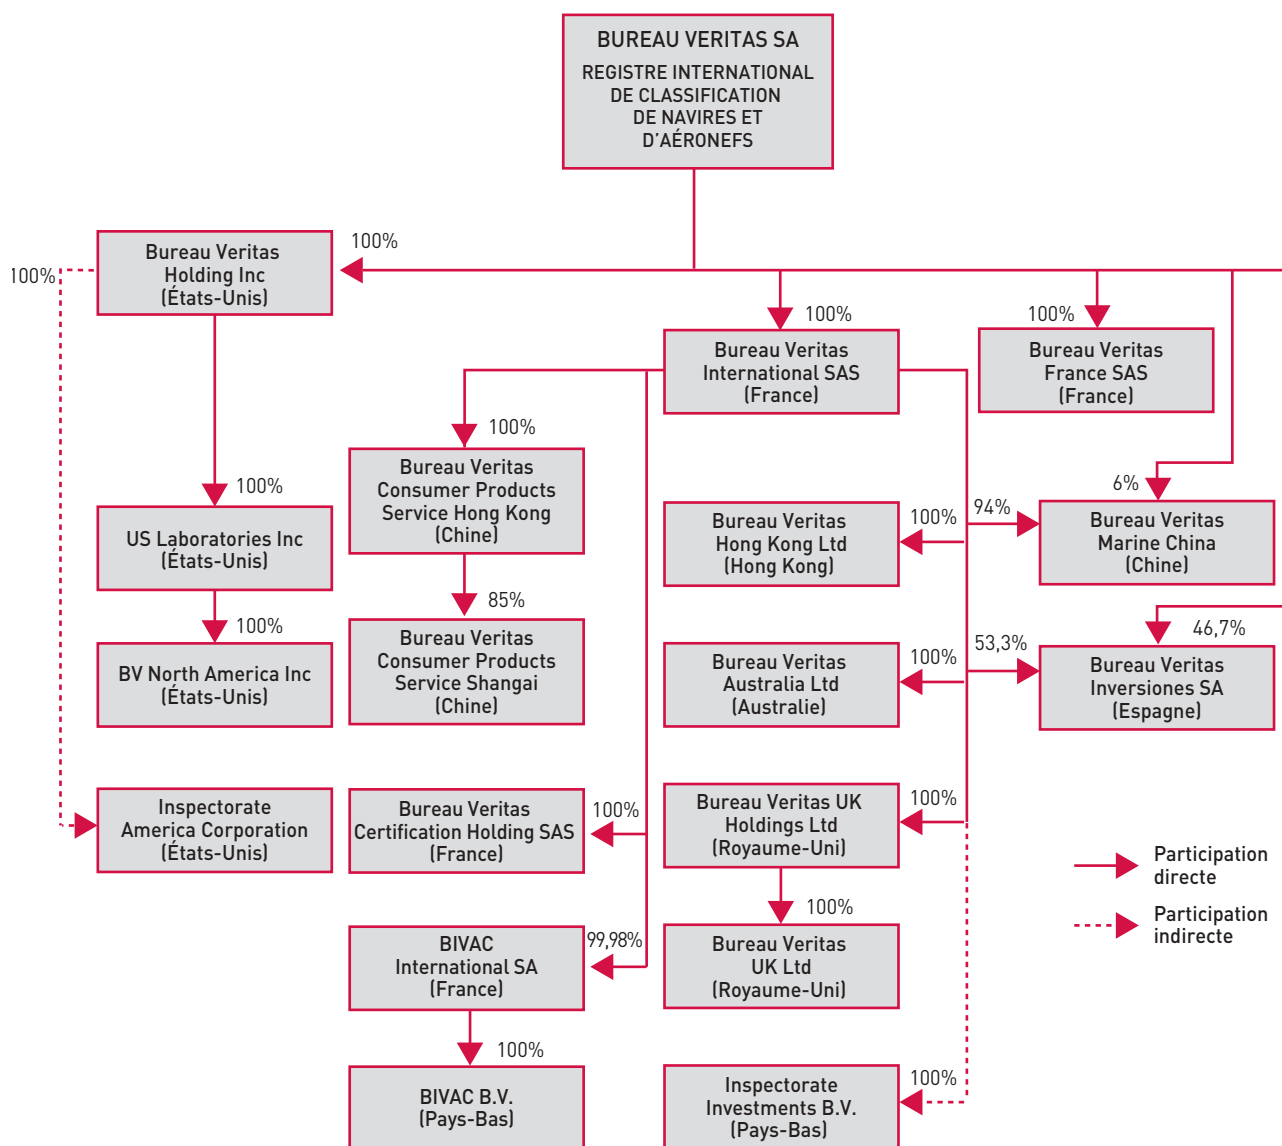 BUREAU VERITAS SA
REGISTRE INTERNATIONAL
DE CLASSIFICATION
DE NAVIRES ET
D'AÉRONEFS
100%
Bureau Veritas
Holding Inc
(États-Unis)
100%
100%
Bureau Veritas
International SAS
(France)
100%
Bureau Veritas
France SAS
(France)
100%
Bureau Veritas
Consumer Products
Service Hong Kong
(Chine)
100%
US Laboratories Inc
(États-Unis)
100%
Bureau Veritas
Hong Kong Ltd
(Hong Kong)
94%
6%
Bureau Veritas
Marine China
(Chine)
100%
BV North America Inc
(États-Unis)
85%
Bureau Veritas
Consumer Products
Service Shangai
(Chine)
100%
Bureau Veritas
Australia Ltd
(Australie)
53,3%
46,7%
Bureau Veritas
Inversiones SA
(Espagne)
Inspectorate
America Corporation
(États-Unis)
100%
Bureau Veritas
Certification Holding SAS
(France)
100%
Bureau Veritas UK
Holdings Ltd
(Royaume-Uni)
Participation
directe
Participation
indirecte
99,98%
BIVAC
International SA
(France)
100%
Bureau Veritas
UK Ltd
(Royaume-Uni)
100%
BIVAC B.V.
(Pays-Bas)
100%
Inspectorate
Investments B.V.
(Pays-Bas)